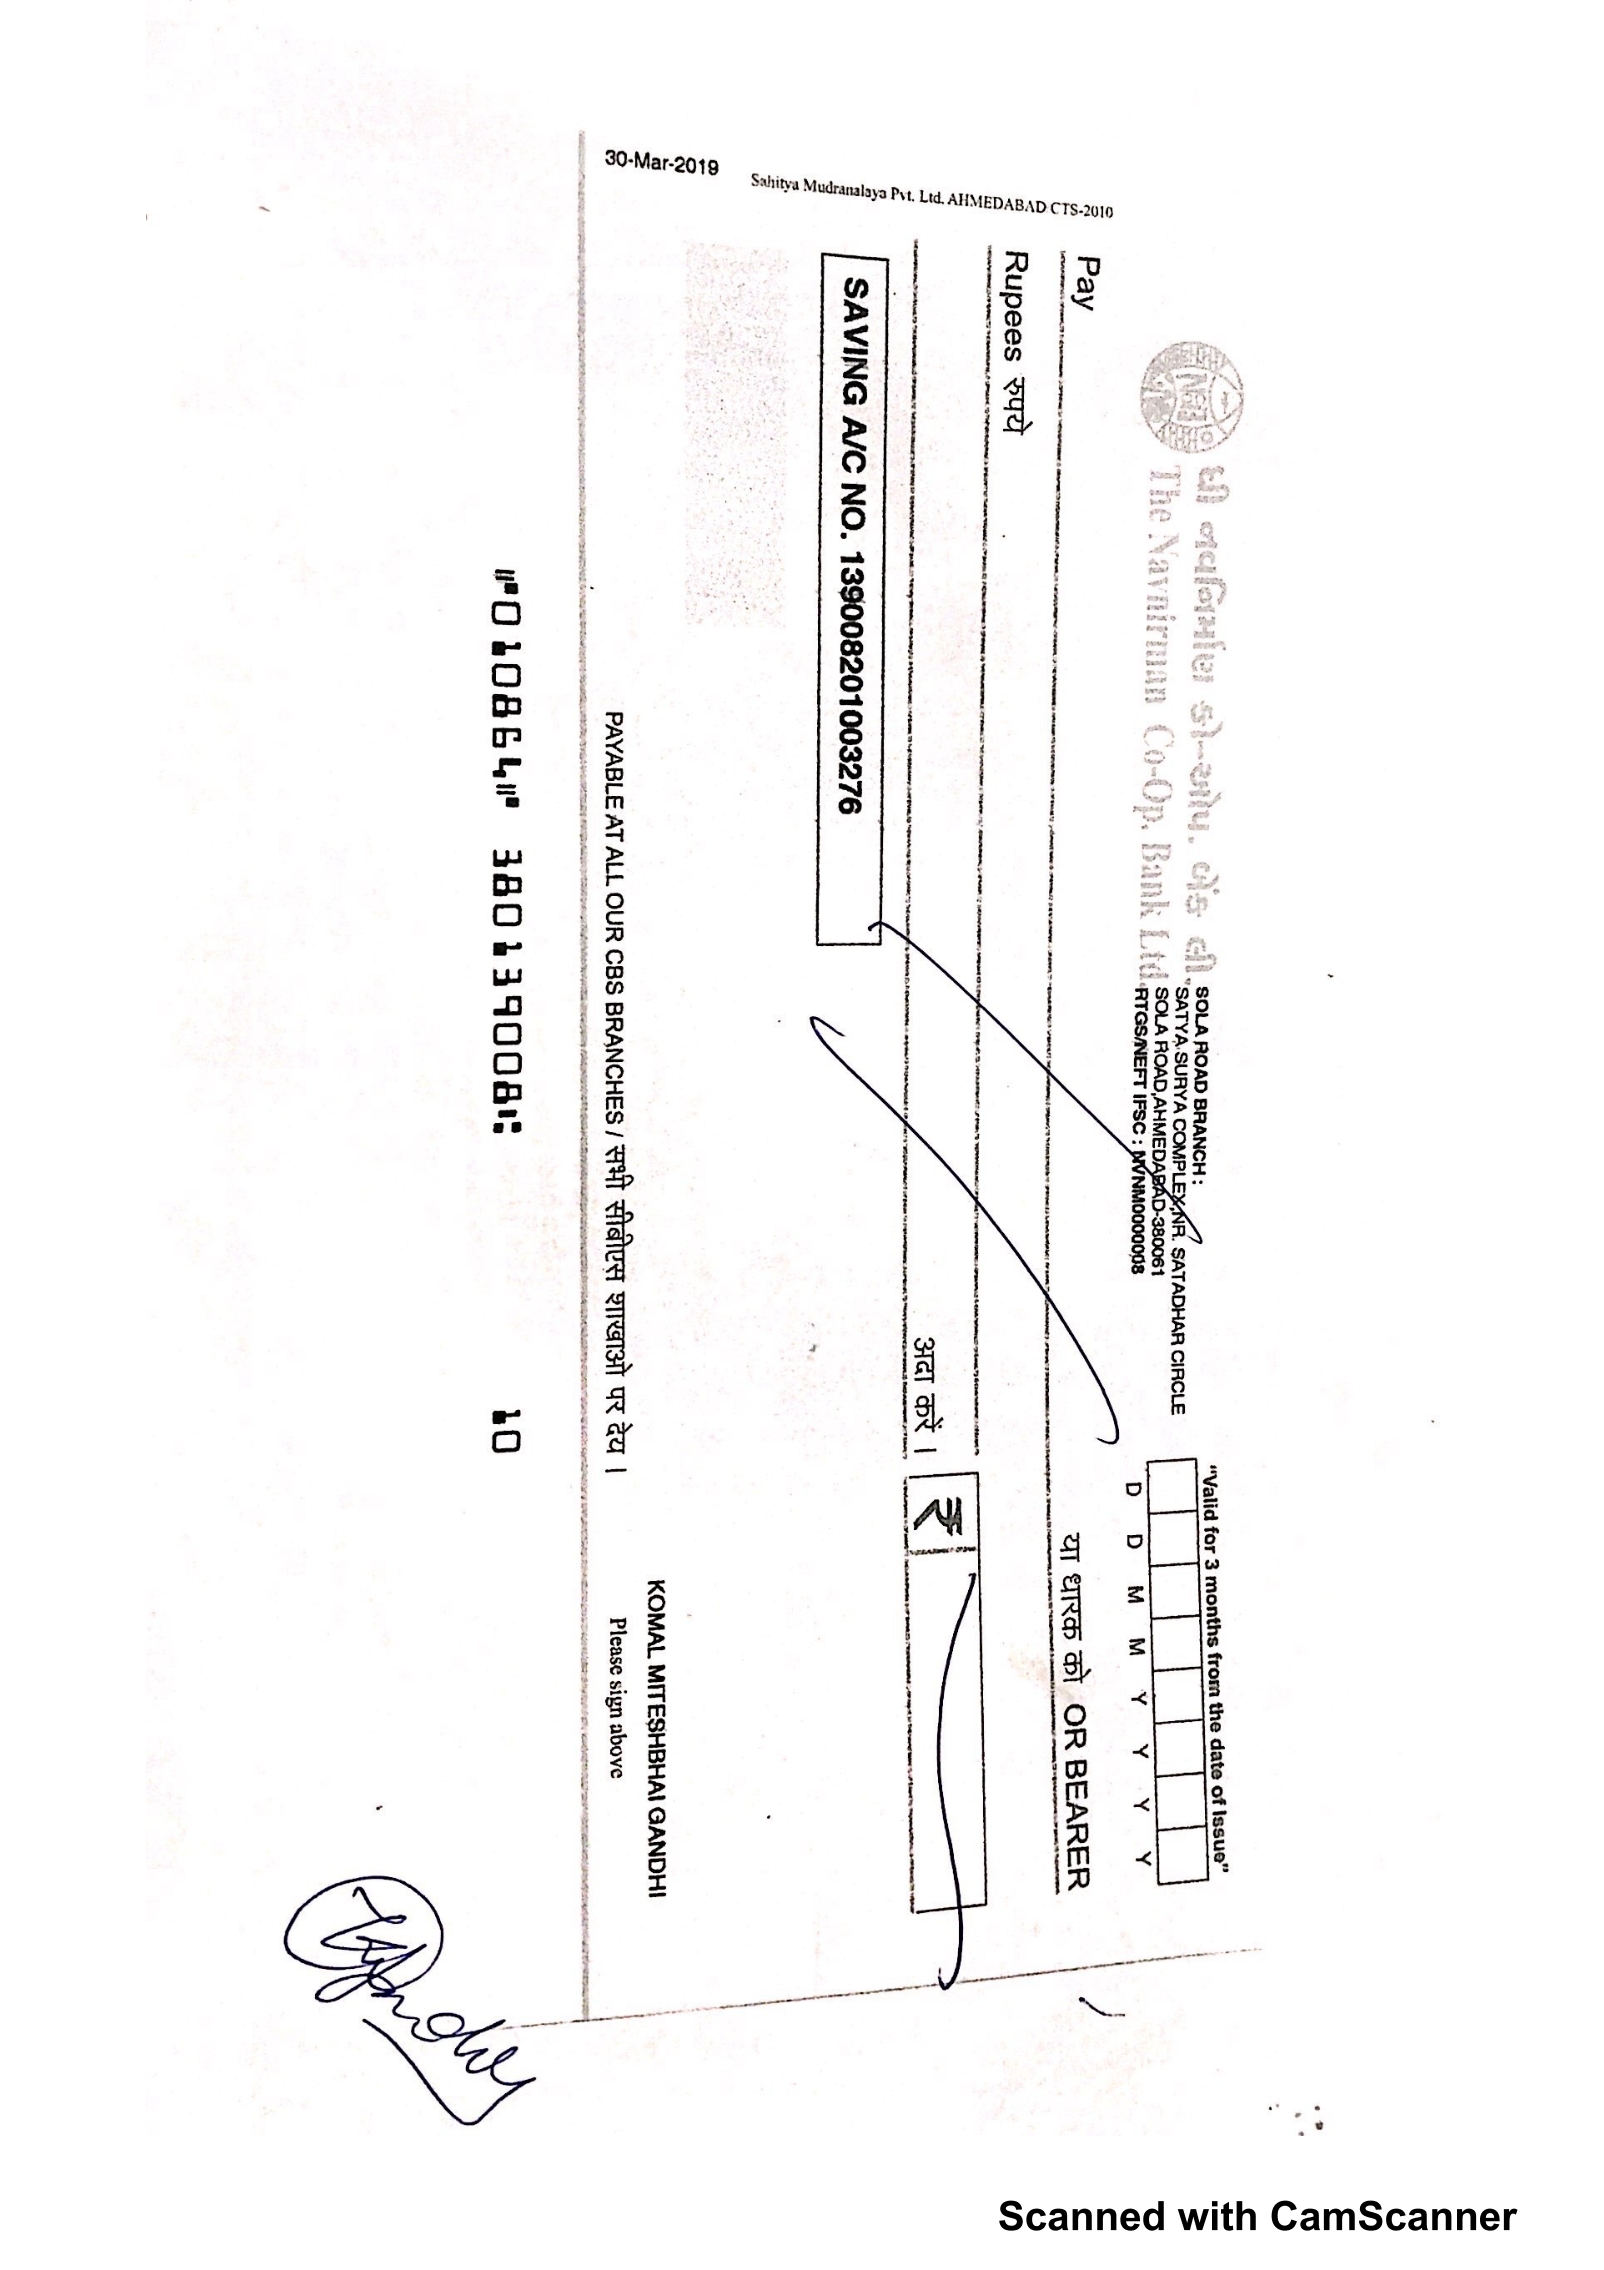 "Valid for 3 months from the date of Issue"
ધી નવનિર્માણ કો-ઓપ. બેંક લી.
The Navnirman Co-Op. Bank Ltd.
SOLA ROAD BRANCH :
SATYA SURYA COMPLEX,NR. SATADHAR CIRCLE
SOLA ROAD,AHMEDABAD-380061
RTGS/NEFT IFSC : NVNM0000008
D D M M Y Y Y Y
Pay
या धारक को OR BEARER
Rupees रुपये
अदा करें ।
₹
SAVING A/C NO. 139008201003276
Sahitya Mudranalaya Pvt. Ltd. AHMEDABAD CTS-2010
30-Mar-2019
KOMAL MITESHBHAI GANDHI
PAYABLE AT ALL OUR CBS BRANCHES / सभी सीबीएस शाखाओ पर देय ।
Please sign above
⑈010864⑈ 380139008⑆ 10
Scanned with CamScanner